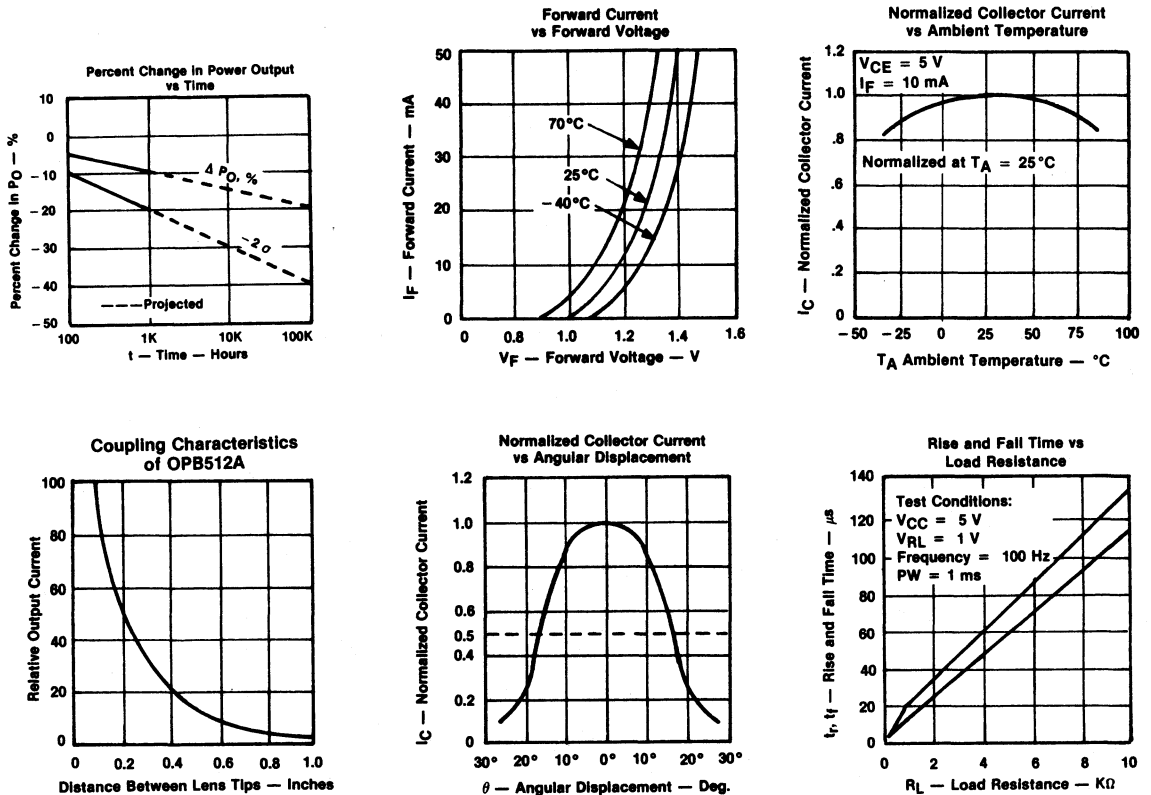 Percent Change in Power Output
vs Time
Percent Change in PO — %
10
0
– 10
– 20
– 30
– 40
– 50
Δ PO, %
–2σ
----Projected
100
1K
10K
100K
t — Time — Hours
Forward Current
vs Forward Voltage
IF — Forward Current — mA
50
40
30
20
10
0
70°C
25°C
–40°C
0
0.8
1.0
1.2
1.4
1.6
VF — Forward Voltage — V
Normalized Collector Current
vs Ambient Temperature
IC — Normalized Collector Current
1.2
1.0
.8
.6
.4
.2
0
VCE = 5 V
IF = 10 mA
Normalized at TA = 25°C
–50
–25
0
25
50
75
100
TA Ambient Temperature — °C
Coupling Characteristics
of OPB512A
Relative Output Current
100
80
60
40
20
0
0
0.2
0.4
0.6
0.8
1.0
Distance Between Lens Tips — Inches
Normalized Collector Current
vs Angular Displacement
IC — Normalized Collector Current
1.2
1.0
0.8
0.6
0.5
0.4
0.2
0
30°
20°
10°
0°
10°
20°
30°
θ — Angular Displacement — Deg.
Rise and Fall Time vs
Load Resistance
tr, tf — Rise and Fall Time — μs
140
120
100
80
60
40
20
0
Test Conditions:
VCC = 5 V
VRL = 1 V
Frequency = 100 Hz
PW = 1 ms
0
2
4
6
8
10
RL — Load Resistance — KΩ